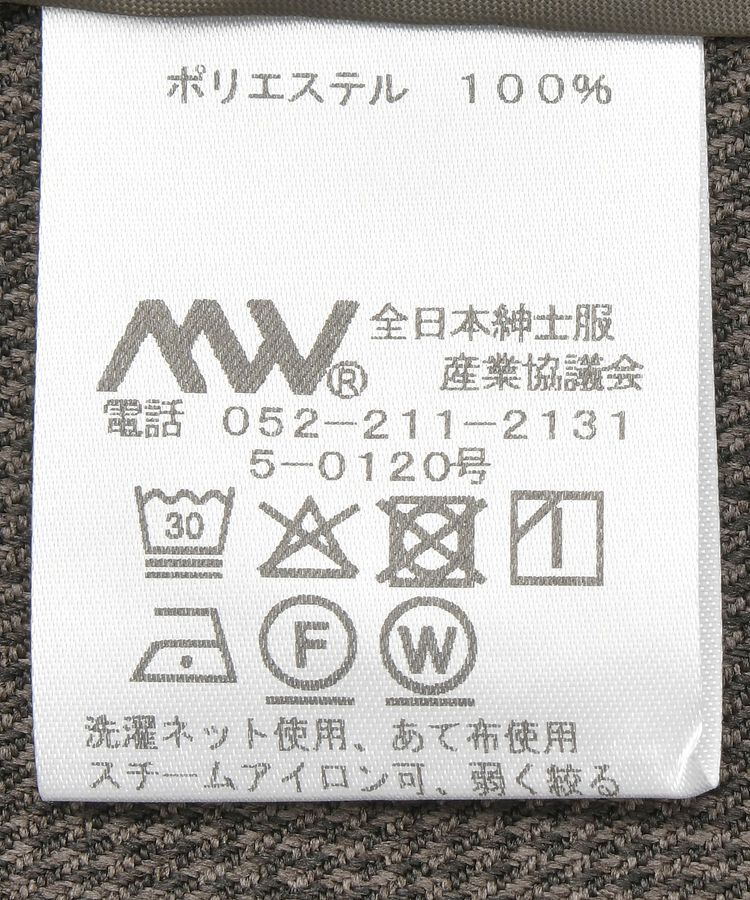 ポリエステル 100%
MW® 全日本紳士服
産業協議会
電話 052-211-2131
5-0120号
30
F W
洗濯ネット使用、あて布使用
スチームアイロン可、弱く絞る